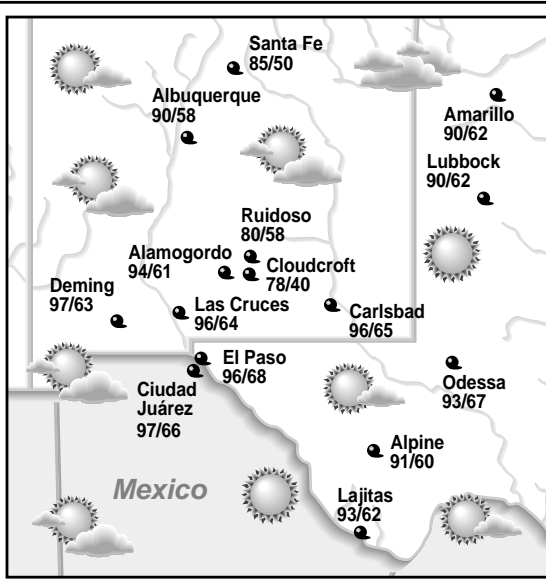 Santa Fe
85/50
Albuquerque
90/58
Amarillo
90/62
Lubbock
90/62
Ruidoso
80/58
Alamogordo
94/61
Cloudcroft
78/40
Deming
97/63
Las Cruces
96/64
Carlsbad
96/65
El Paso
96/68
Ciudad
Juárez
97/66
Odessa
93/67
Alpine
91/60
Mexico
Lajitas
93/62